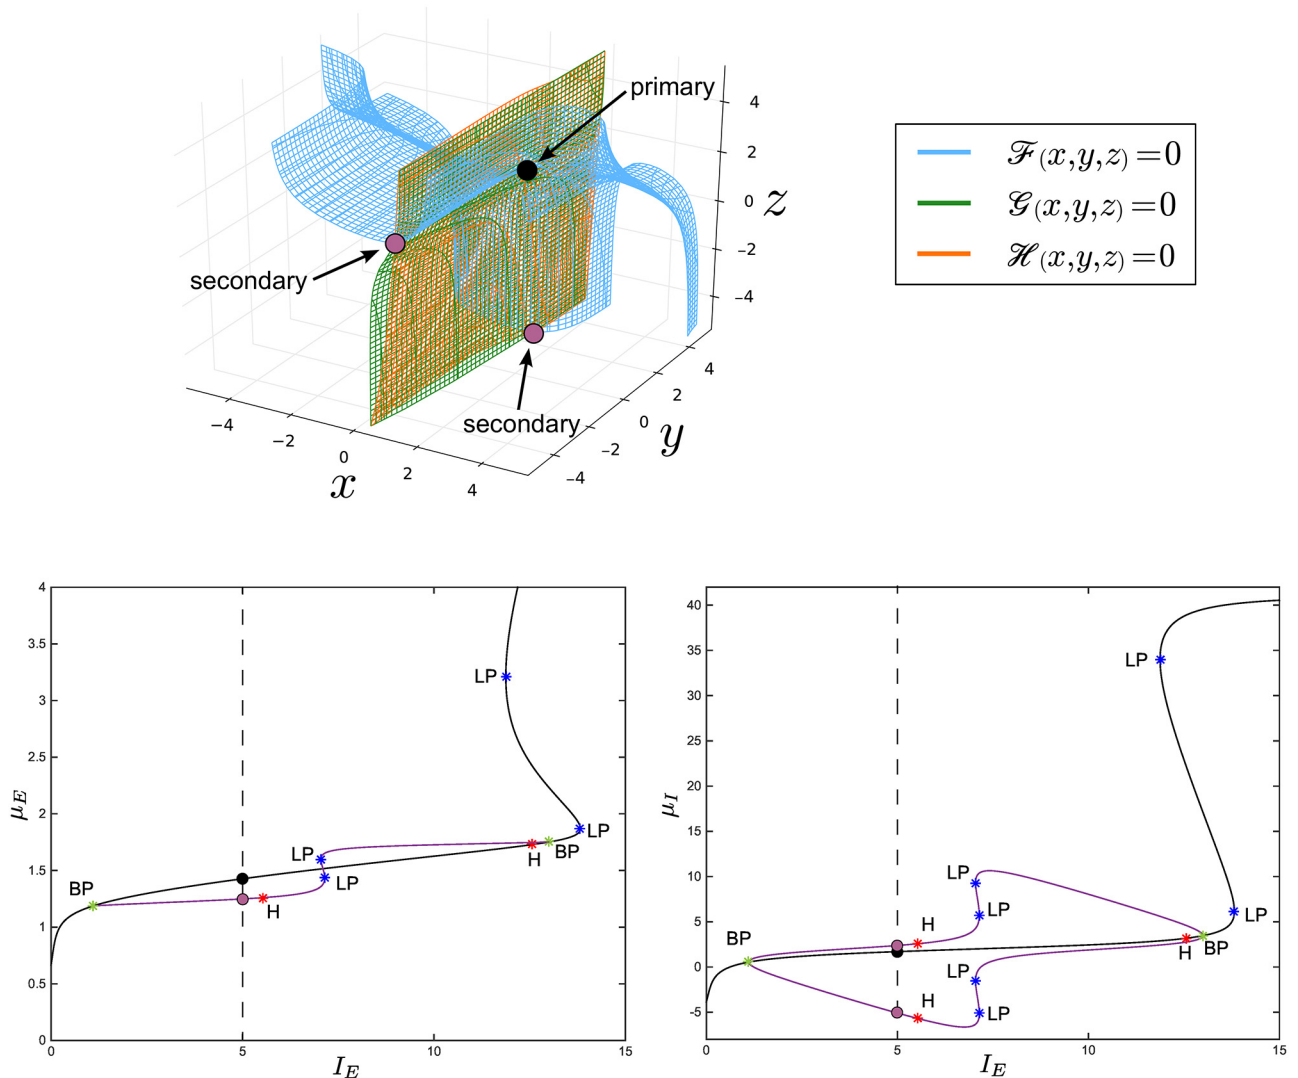 primary
secondary
secondary
4
2
0
−2
−4
z
−4
−2
0
2
4
x
−4
−2
0
2
4
y
ℱ(x,y,z)=0
𝒢(x,y,z)=0
ℋ(x,y,z)=0
4
3.5
3
2.5
2
1.5
1
0.5
0
μ_E
0
5
10
15
I_E
BP
H
LP
LP
LP
LP
H
BP
40
35
30
25
20
15
10
5
0
-5
μ_I
0
5
10
15
I_E
BP
H
LP
LP
LP
LP
H
LP
LP
H
BP